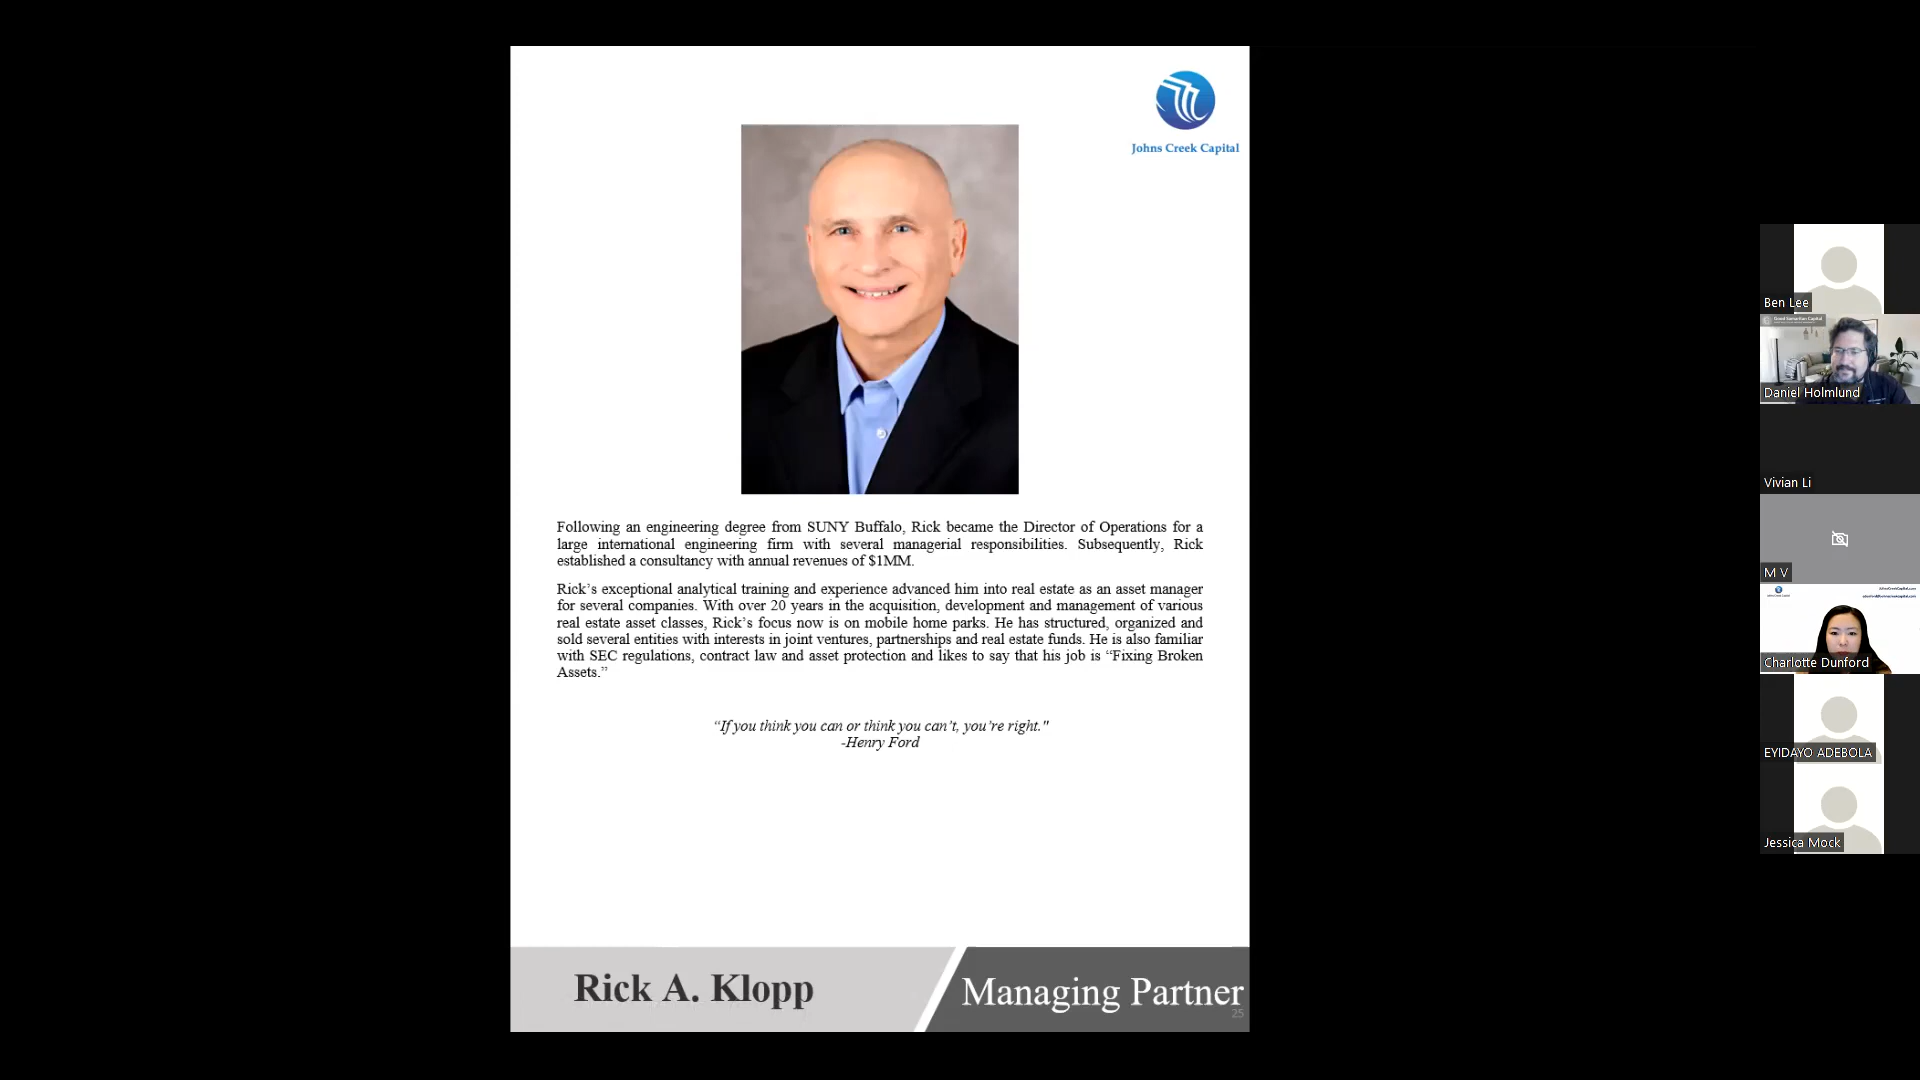 Johns Creek Capital
Following an engineering degree from SUNY Buffalo, Rick became the Director of Operations for a
large international engineering firm with several managerial responsibilities. Subsequently, Rick
established a consultancy with annual revenues of $1MM.
Rick's exceptional analytical training and experience advanced him into real estate as an asset manager
for several companies. With over 20 years in the acquisition, development and management of various
real estate asset classes, Rick's focus now is on mobile home parks. He has structured, organized and
sold several entities with interests in joint ventures, partnerships and real estate funds. He is also familiar
with SEC regulations, contract law and asset protection and likes to say that his job is “Fixing Broken
Assets.”
“If you think you can or think you can't, you're right."
-Henry Ford
Rick A. Klopp
Managing Partner
25
Ben Lee
Good Samaritan Capital
Daniel Holmlund
Vivian Li
M V
Charlotte Dunford
EYIDAYO ADEBOLA
Jessica Mock